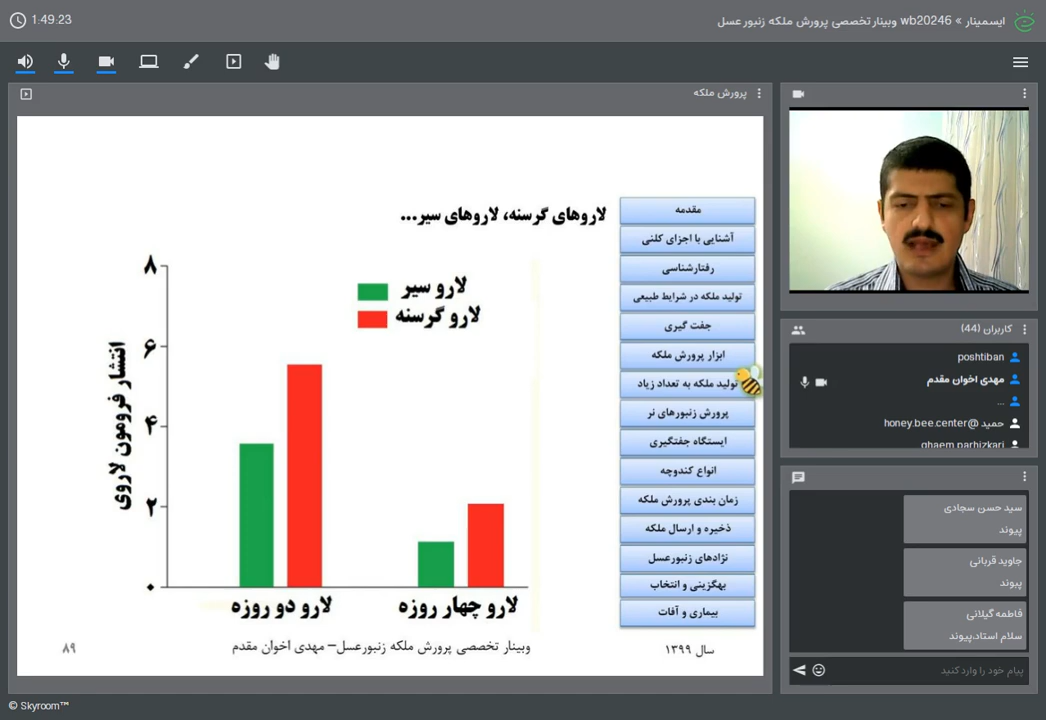 1:49:23
ایسمینار » wb20246 وبینار تخصصی پرورش ملکه زنبور عسل
پرورش ملکه
لاروهای گرسنه، لاروهای سیر...
لارو سیر
لارو گرسنه
انتشار فرومون لاروی
۸
۶
۴
۲
۰
لارو دو روزه
لارو چهار روزه
مقدمه
آشنایی با اجزای کلنی
رفتارشناسی
تولید ملکه در شرایط طبیعی
جفت گیری
ابزار پرورش ملکه
تولید ملکه به تعداد زیاد
پرورش زنبورهای نر
ایستگاه جفتگیری
انواع کندوچه
زمان بندی پرورش ملکه
ذخیره و ارسال ملکه
نژادهای زنبورعسل
بهگزینی و انتخاب
بیماری و آفات
سال ۱۳۹۹
وبینار تخصصی پرورش ملکه زنبورعسل– مهدی اخوان مقدم
۸۹
کاربران (44)
poshtiban
مهدی اخوان مقدم
...
حمید @honey.bee.center
ghaem parhizkari
سید حسن سجادی
پیوند
جاوید قربانی
پیوند
فاطمه گیلانی
سلام استاد،پیوند
پیام خود را وارد کنید
© Skyroom™